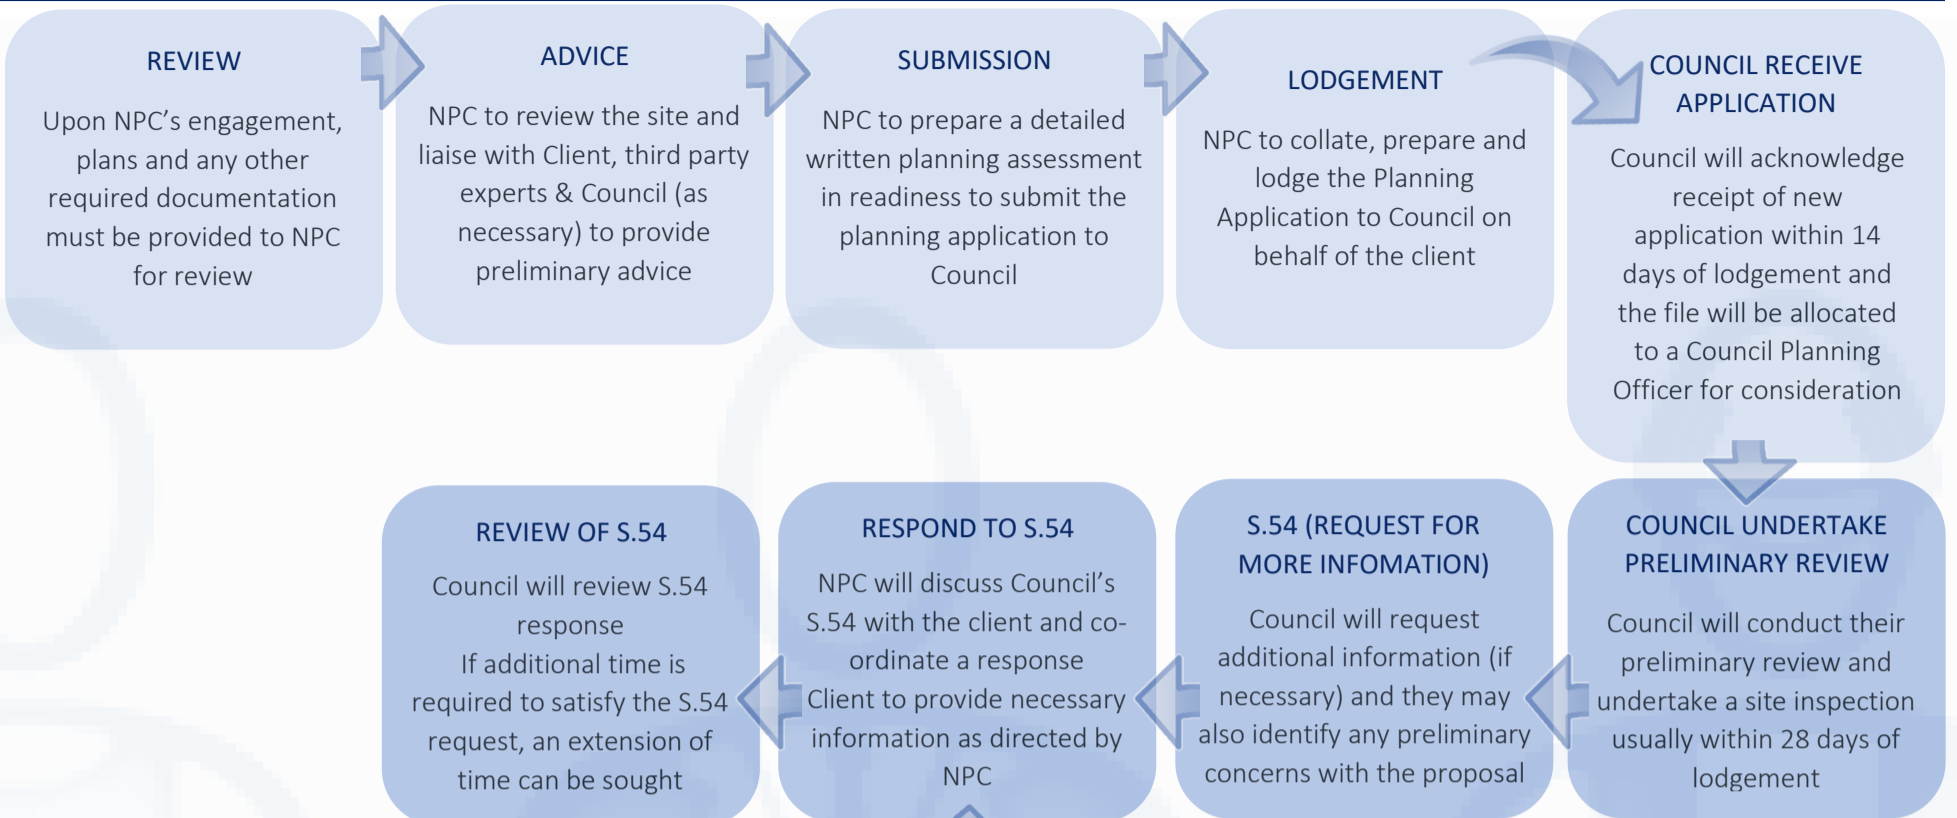 REVIEW
Upon NPC’s engagement,
plans and any other
required documentation
must be provided to NPC
for review
ADVICE
NPC to review the site and
liaise with Client, third party
experts & Council (as
necessary) to provide
preliminary advice
SUBMISSION
NPC to prepare a detailed
written planning assessment
in readiness to submit the
planning application to
Council
LODGEMENT
NPC to collate, prepare and
lodge the Planning
Application to Council on
behalf of the client
COUNCIL RECEIVE
APPLICATION
Council will acknowledge
receipt of new
application within 14
days of lodgement and
the file will be allocated
to a Council Planning
Officer for consideration
COUNCIL UNDERTAKE
PRELIMINARY REVIEW
Council will conduct their
preliminary review and
undertake a site inspection
usually within 28 days of
lodgement
S.54 (REQUEST FOR
MORE INFOMATION)
Council will request
additional information (if
necessary) and they may
also identify any preliminary
concerns with the proposal
RESPOND TO S.54
NPC will discuss Council’s
S.54 with the client and co-
ordinate a response
Client to provide necessary
information as directed by
NPC
REVIEW OF S.54
Council will review S.54
response
If additional time is
required to satisfy the S.54
request, an extension of
time can be sought